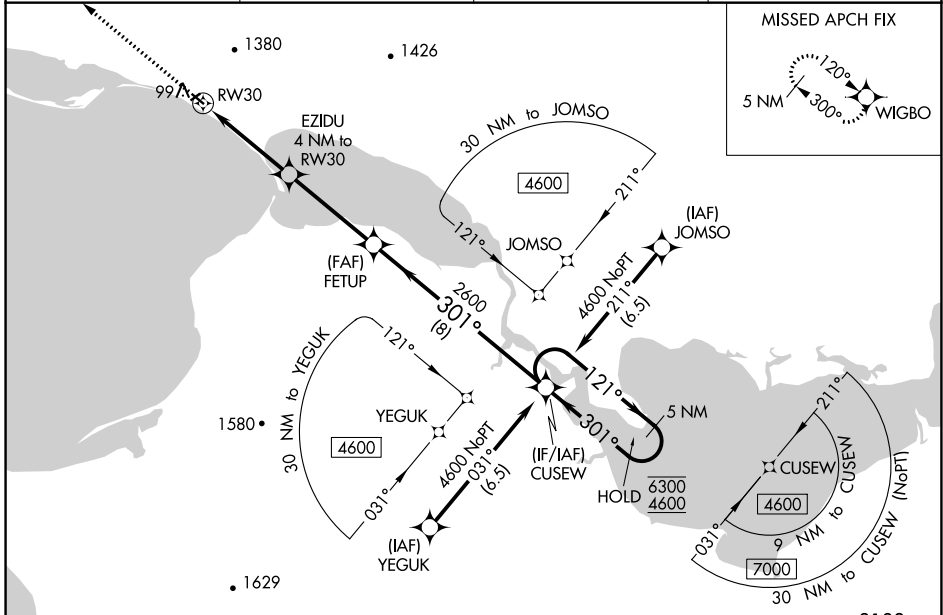 MISSED APCH FIX
120°
5 NM
300°
WIGBO
1380
1426
991
RW30
EZIDU
4 NM to
RW30
30 NM to JOMSO
4600
211°
121°
JOMSO
(IAF)
JOMSO
4600 NoPT
211°
(6.5)
(FAF)
FETUP
2600
301°
(8)
30 NM to YEGUK
121°
YEGUK
4600
031°
1580
4600 NoPT
031°
(6.5)
(IAF)
YEGUK
121°
301°
5 NM
(IF/IAF)
CUSEW
HOLD
6300
4600
211°
CUSEW
4600
031°
9 NM to CUSEW
7000
30 NM to CUSEW (NoPT)
1629